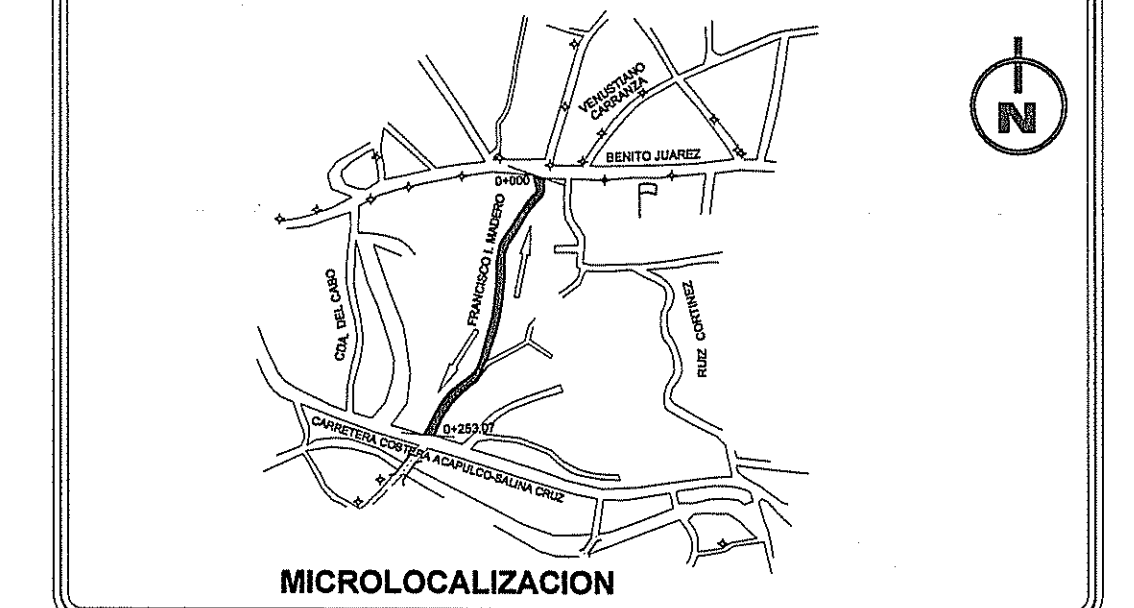 VENUSTIANO
CARRANZA
N
BENITO JUAREZ
0+000
FRANCISCO I. MADERO
CDA. DEL CABO
RUIZ CORTINEZ
0+253.07
CARRETERA COSTERA ACAPULCO-SALINA CRUZ
MICROLOCALIZACION